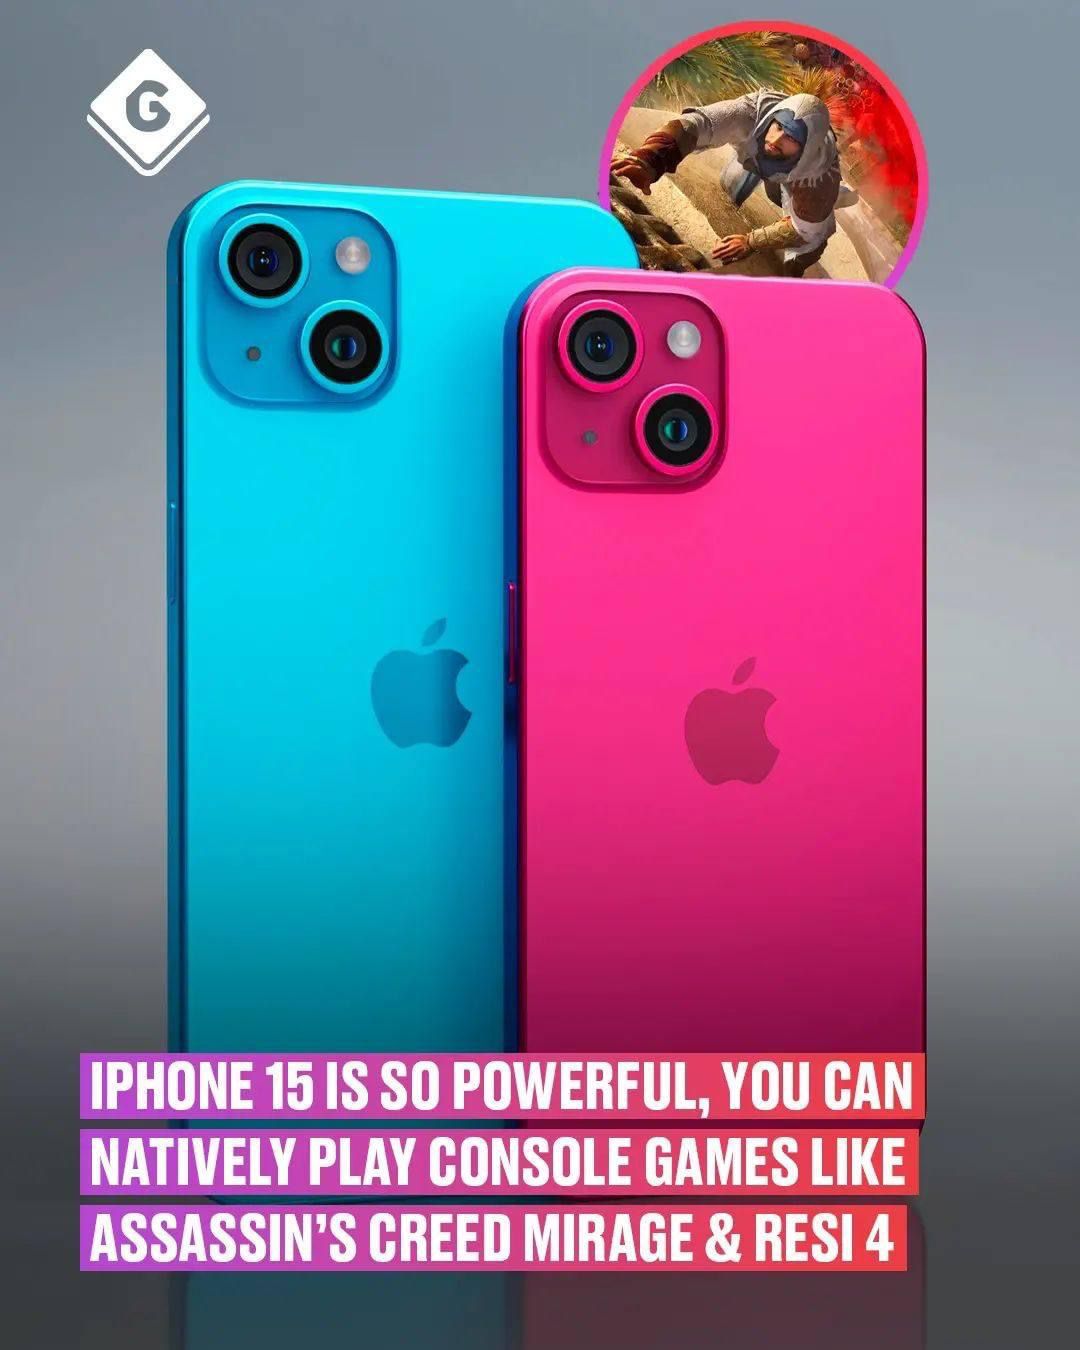 G
IPHONE 15 IS SO POWERFUL, YOU CAN
NATIVELY PLAY CONSOLE GAMES LIKE
ASSASSIN'S CREED MIRAGE & RESI 4